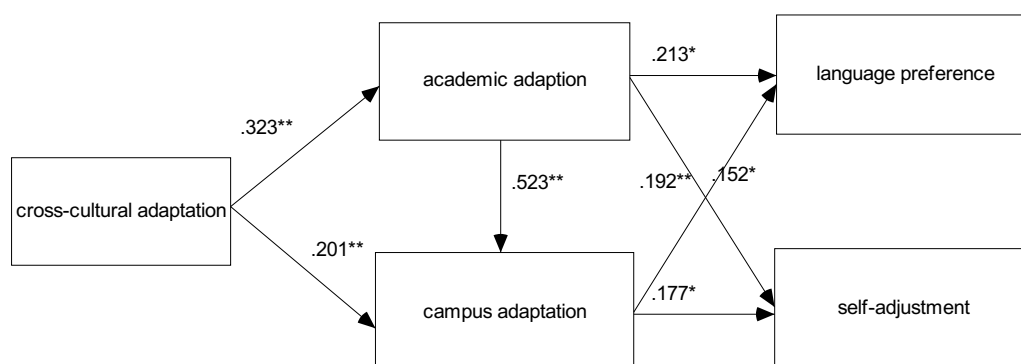 academic adaption
.213*
language preference
.323**
cross-cultural adaptation
.523**
.192**
.152*
.201**
campus adaptation
.177*
self-adjustment